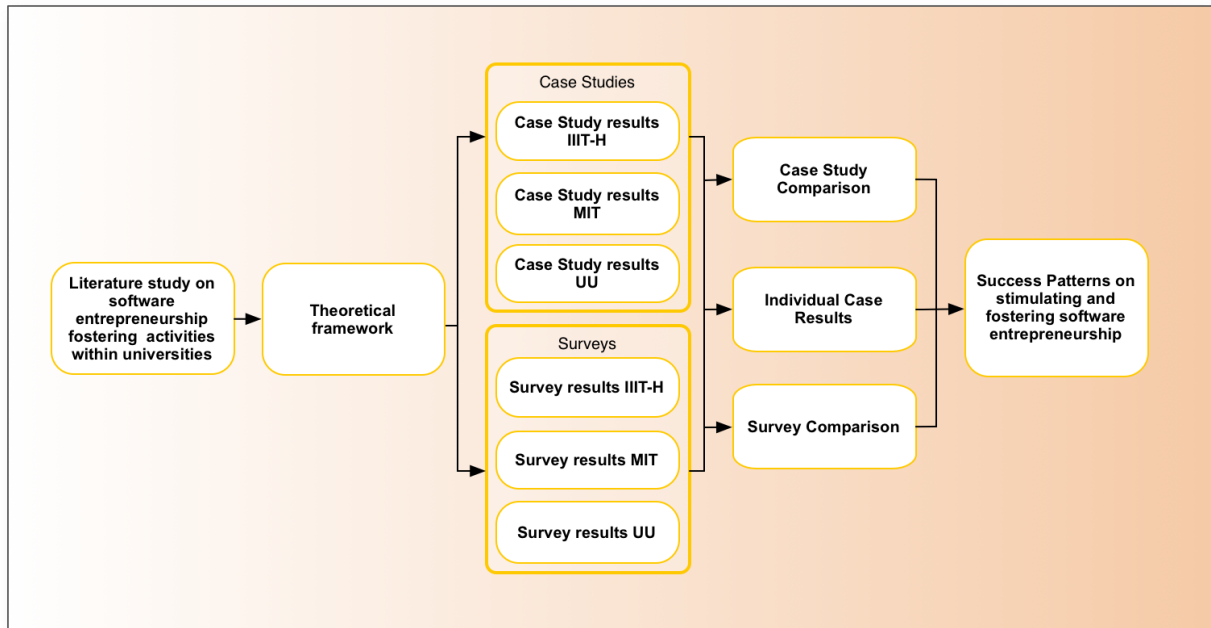 Literature study on
software
entrepreneurship
fostering activities
within universities
Theoretical
framework
Case Studies
Case Study results
IIIT-H
Case Study results
MIT
Case Study results
UU
Surveys
Survey results IIIT-H
Survey results MIT
Survey results UU
Case Study
Comparison
Individual Case
Results
Survey Comparison
Success Patterns on
stimulating and
fostering software
entrepreneurship